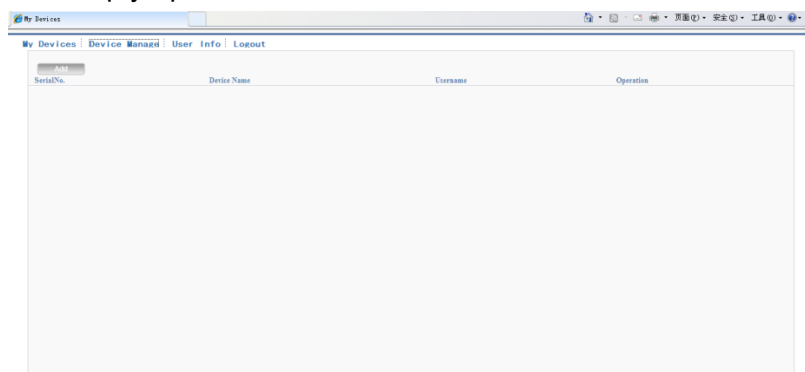 My Devices 页面(P) 安全(S) 工具(O)
My Devices Device Manage User Info Logout
Add
SerialNo. Device Name Username Operation